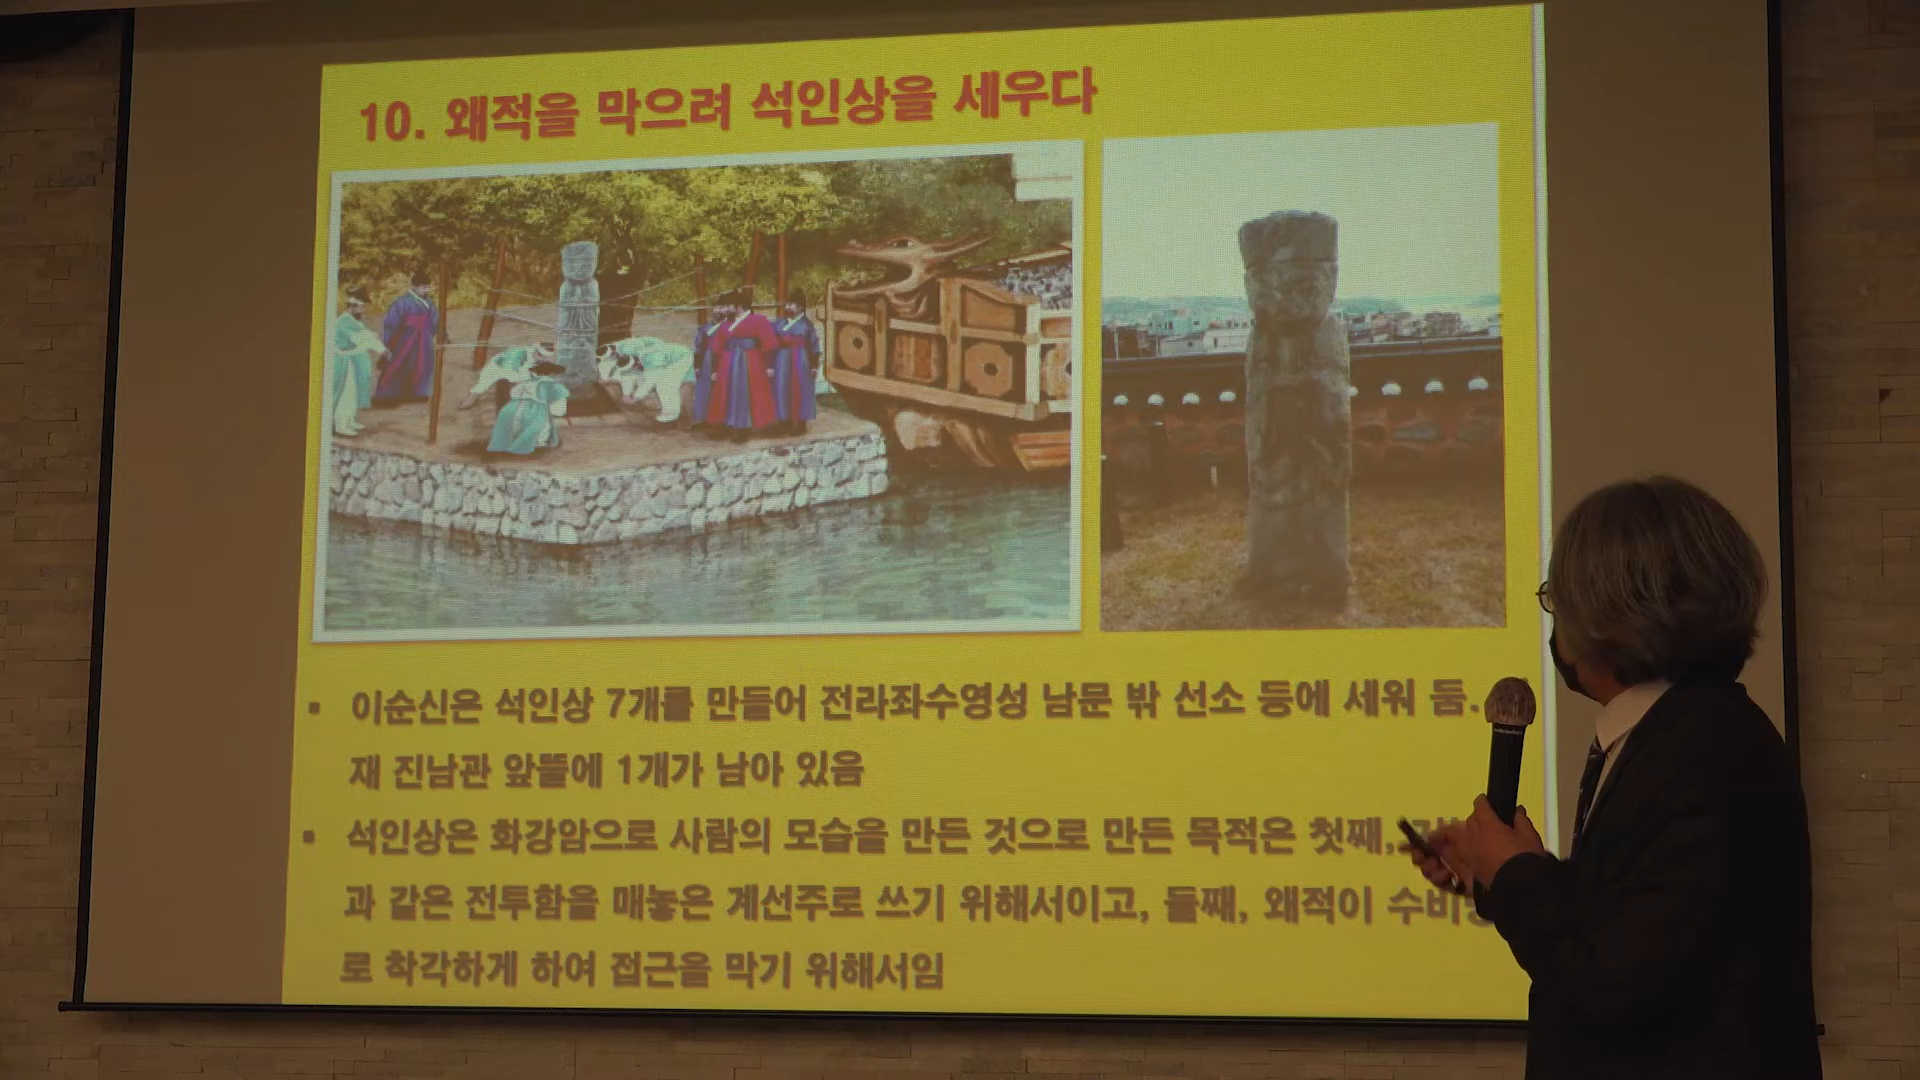 10. 왜적을 막으려 석인상을 세우다
▪ 이순신은 석인상 7개를 만들어 전라좌수영성 남문 밖 선소 등에 세워 둠.
재 진남관 앞뜰에 1개가 남아 있음
▪ 석인상은 화강암으로 사람의 모습을 만든 것으로 만든 목적은 첫째,
과 같은 전투함을 매놓은 계선주로 쓰기 위해서이고, 둘째, 왜적이
로 착각하게 하여 접근을 막기 위해서임